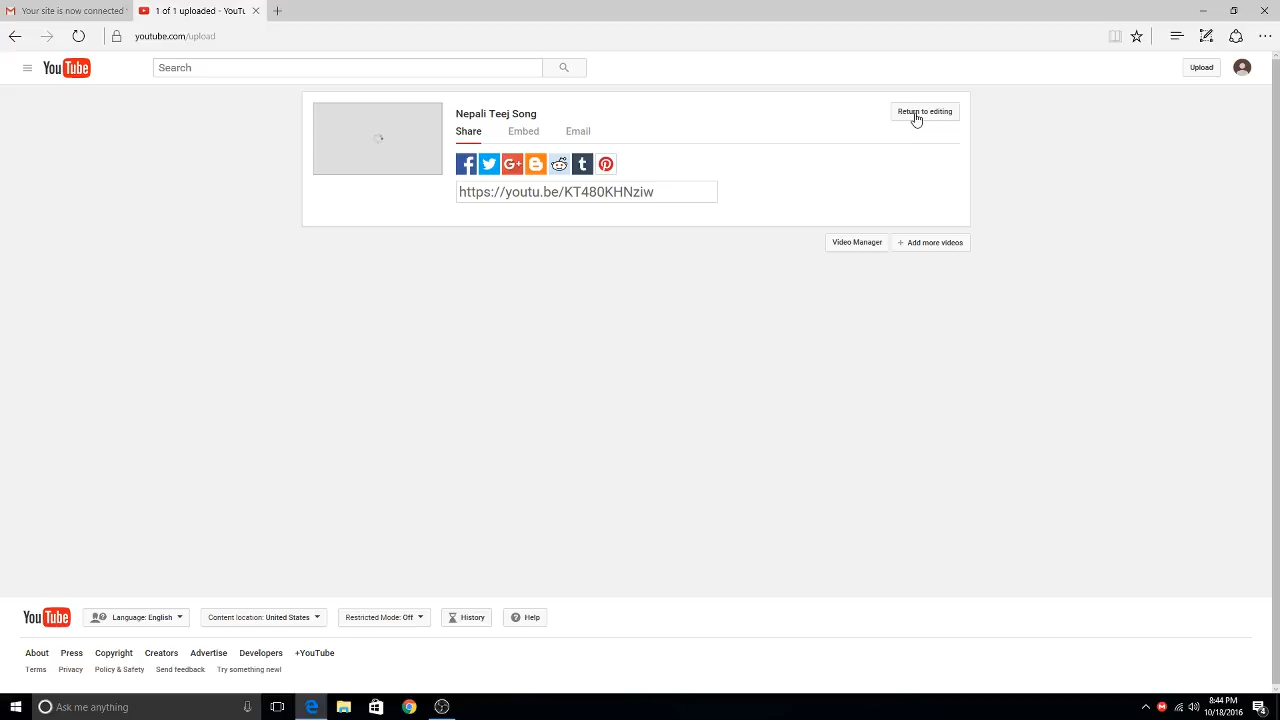 Your site is now connected
1 of 1 uploaded - YouTu
youtube.com/upload
YouTube
Search
Upload
Nepali Teej Song
Return to editing
Share Embed Email
https://youtu.be/KT480KHNziw
Video Manager + Add more videos
YouTube Language: English Content location: United States Restricted Mode: Off History Help
About Press Copyright Creators Advertise Developers +YouTube
Terms Privacy Policy & Safety Send feedback Try something new!
Ask me anything
8:44 PM
10/18/2016